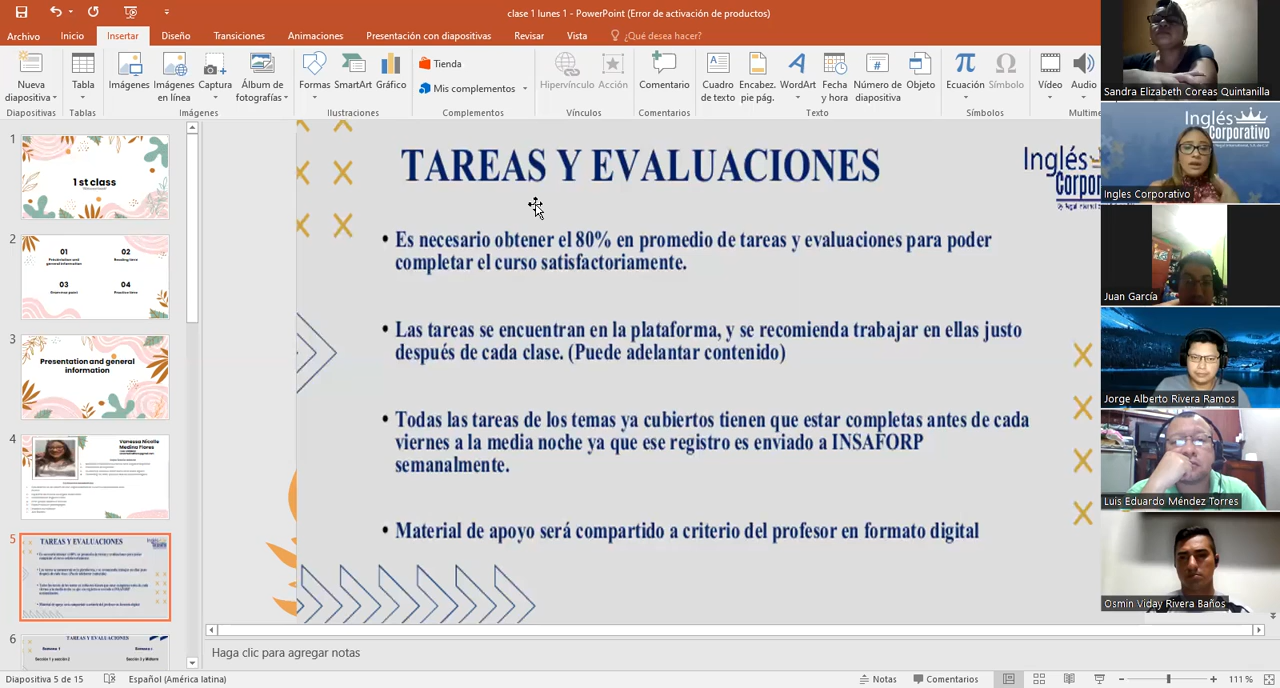 clase 1 lunes 1 - PowerPoint (Error de activación de productos)
Archivo Inicio Insertar Diseño Transiciones Animaciones Presentación con diapositivas Revisar Vista ¿Qué desea hacer?
Nueva diapositiva
Tabla
Imágenes
Imágenes en línea
Captura
Álbum de fotografías
Formas
SmartArt
Gráfico
Tienda
Mis complementos
Hipervínculo
Acción
Comentario
Cuadro de texto
Encabez. pie pág.
WordArt
Fecha y hora
Número de diapositiva
Objeto
Ecuación
Símbolo
Video
Audio
Diapositivas Tablas Imágenes Ilustraciones Complementos Vínculos Comentarios Texto Símbolos Multime
1
1st class
2
01 02
Presentation and general information
Reading time
03 04
Grammar point
Practice time
3
Presentation and general
information
4
Vanessa Nicolle
Medina Flores
5
TAREAS Y EVALUACIONES
6
TAREAS Y EVALUACIONES
Semana 1
Sección 1 y sección 2
TAREAS Y EVALUACIONES
Inglés
Corpor
• Es necesario obtener el 80% en promedio de tareas y evaluaciones para poder
completar el curso satisfactoriamente.
• Las tareas se encuentran en la plataforma, y se recomienda trabajar en ellas justo
después de cada clase. (Puede adelantar contenido)
• Todas las tareas de los temas ya cubiertos tienen que estar completas antes de cada
viernes a la media noche ya que ese registro es enviado a INSAFORP
semanalmente.
• Material de apoyo será compartido a criterio del profesor en formato digital
Haga clic para agregar notas
Diapositiva 5 de 15 Español (América latina) Notas Comentarios 111 %
Sandra Elizabeth Coreas Quintanilla
Inglés
Corporativo
Ingles Corporativo
Juan García
Jorge Alberto Rivera Ramos
Luis Eduardo Méndez Torres
Osmin Viday Rivera Baños